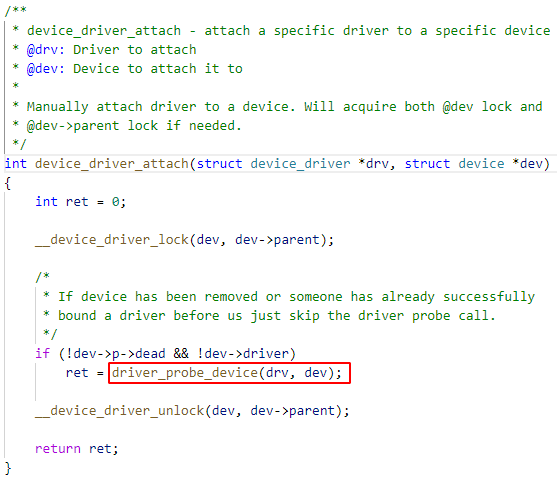 /**
 * device_driver_attach - attach a specific driver to a specific device
 * @drv: Driver to attach
 * @dev: Device to attach it to
 *
 * Manually attach driver to a device. Will acquire both @dev lock and
 * @dev->parent lock if needed.
 */
int device_driver_attach(struct device_driver *drv, struct device *dev)
{
    int ret = 0;

    __device_driver_lock(dev, dev->parent);

    /*
     * If device has been removed or someone has already successfully
     * bound a driver before us just skip the driver probe call.
     */
    if (!dev->p->dead && !dev->driver)
        ret = driver_probe_device(drv, dev);

    __device_driver_unlock(dev, dev->parent);

    return ret;
}